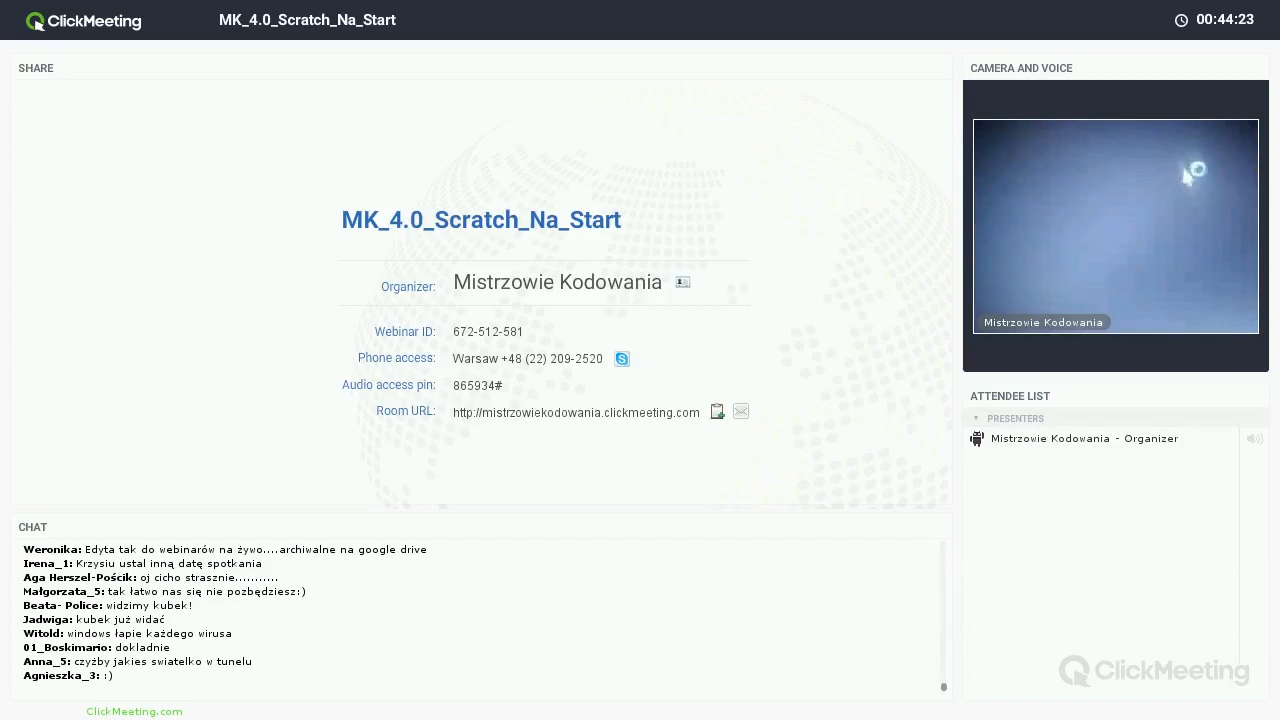 ClickMeeting
MK_4.0_Scratch_Na_Start
00:44:23
SHARE
MK_4.0_Scratch_Na_Start
Organizer: Mistrzowie Kodowania
Webinar ID: 672-512-581
Phone access: Warsaw +48 (22) 209-2520
Audio access pin: 865934#
Room URL: http://mistrzowiekodowania.clickmeeting.com
CAMERA AND VOICE
Mistrzowie Kodowania
ATTENDEE LIST
PRESENTERS
Mistrzowie Kodowania - Organizer
CHAT
Weronika: Edyta tak do webinarów na żywo....archiwalne na google drive
Irena_1: Krzysiu ustal inną datę spotkania
Aga Herszel-Pościk: oj cicho strasznie..........
Małgorzata_5: tak łatwo nas się nie pozbędziesz:)
Beata- Police: widzimy kubek!
Jadwiga: kubek już widać
Witold: windows łapie każdego wirusa
01_Boskimario: dokladnie
Anna_5: czyżby jakies swiatelko w tunelu
Agnieszka_3: :)
ClickMeeting
ClickMeeting.com